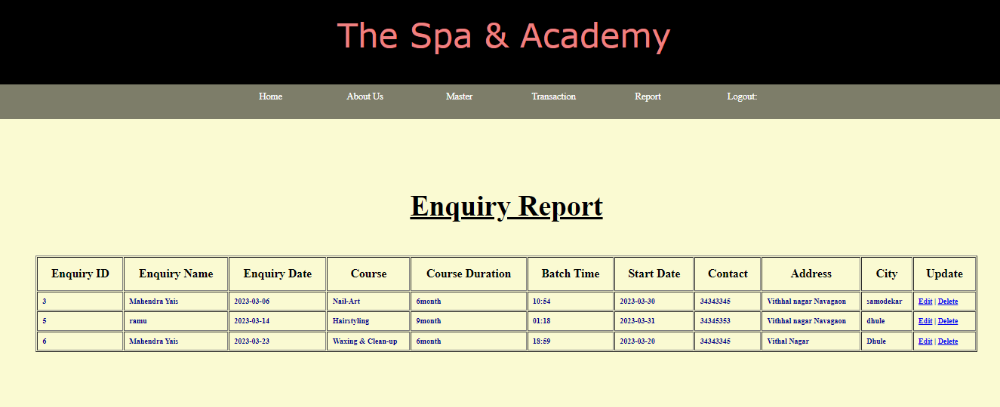 The Spa & Academy
Home About Us Master Transaction Report Logout:
Enquiry Report
Enquiry ID Enquiry Name Enquiry Date Course Course Duration Batch Time Start Date Contact Address City Update
3 Mahendra Yais 2023-03-06 Nail-Art 6month 10:54 2023-03-30 34343345 Vithhal nagar Navagaon samodekar Edit | Delete
5 ramu 2023-03-14 Hairstyling 9month 01:18 2023-03-31 34345353 Vithhal nagar Navagaon dhule Edit | Delete
6 Mahendra Yais 2023-03-23 Waxing & Clean-up 6month 18:59 2023-03-20 34343345 Vithal Nagar Dhule Edit | Delete